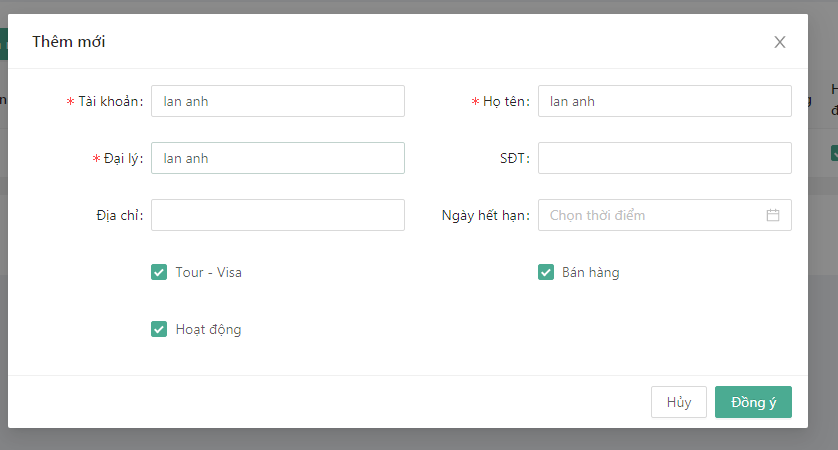 Thêm mới
* Tài khoản: lan anh * Họ tên: lan anh
* Đại lý: lan anh SĐT:
Địa chỉ: Ngày hết hạn: Chọn thời điểm
Tour - Visa Bán hàng
Hoạt động
Hủy Đồng ý